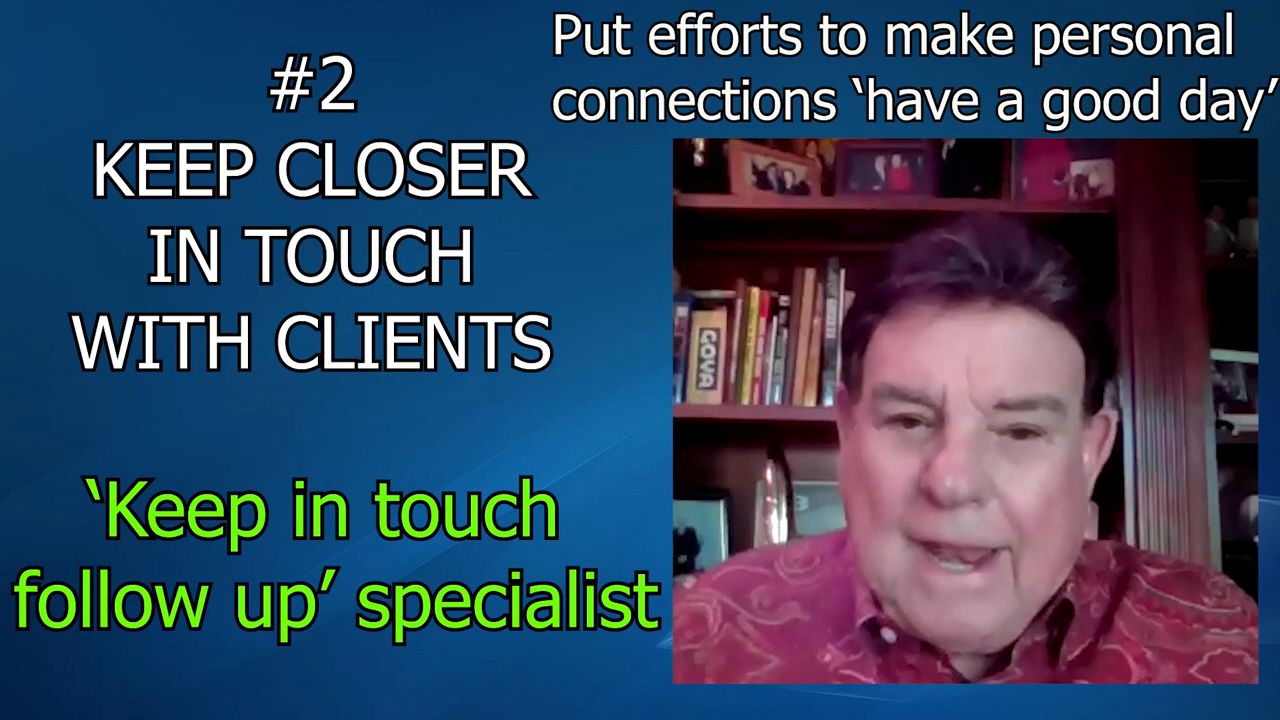 #2
KEEP CLOSER
IN TOUCH
WITH CLIENTS
‘Keep in touch
follow up’ specialist
Put efforts to make personal
connections ‘have a good day’
GOYA